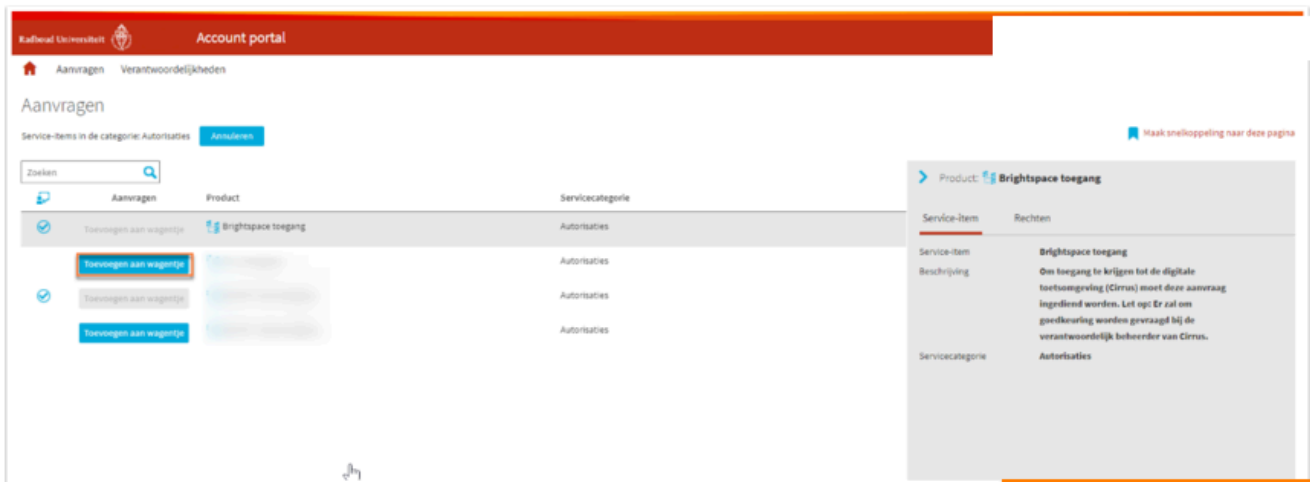 Radboud Universiteit
Account portal
Aanvragen Verantwoordelijkheden
Aanvragen
Service-items in de categorie: Autorisaties Annuleren
Maak snelkoppeling naar deze pagina
Zoeken
Aanvragen Product Servicecategorie
Toevoegen aan wagentje Brightspace toegang Autorisaties
Toevoegen aan wagentje Autorisaties
Toevoegen aan wagentje Autorisaties
Toevoegen aan wagentje Autorisaties
Product: Brightspace toegang
Service-item Rechten
Service-item Brightspace toegang
Beschrijving Om toegang te krijgen tot de digitale
toetsomgeving (Cirrus) moet deze aanvraag
ingediend worden. Let op: Er zal om
goedkeuring worden gevraagd bij de
verantwoordelijk beheerder van Cirrus.
Servicecategorie Autorisaties